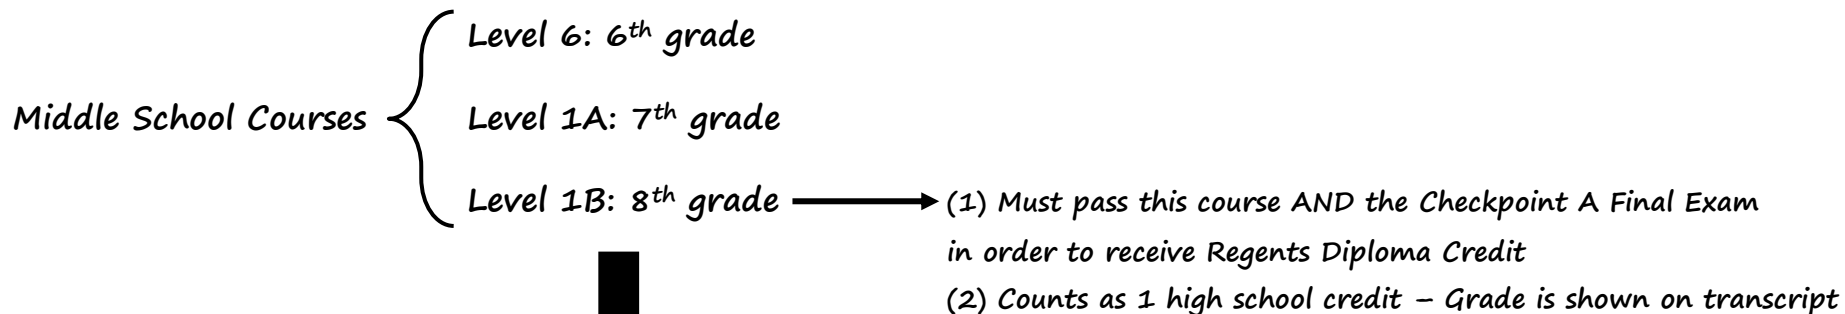 Level 6: 6th grade
Middle School Courses
Level 1A: 7th grade
Level 1B: 8th grade
(1) Must pass this course AND the Checkpoint A Final Exam
in order to receive Regents Diploma Credit
(2) Counts as 1 high school credit – Grade is shown on transcript